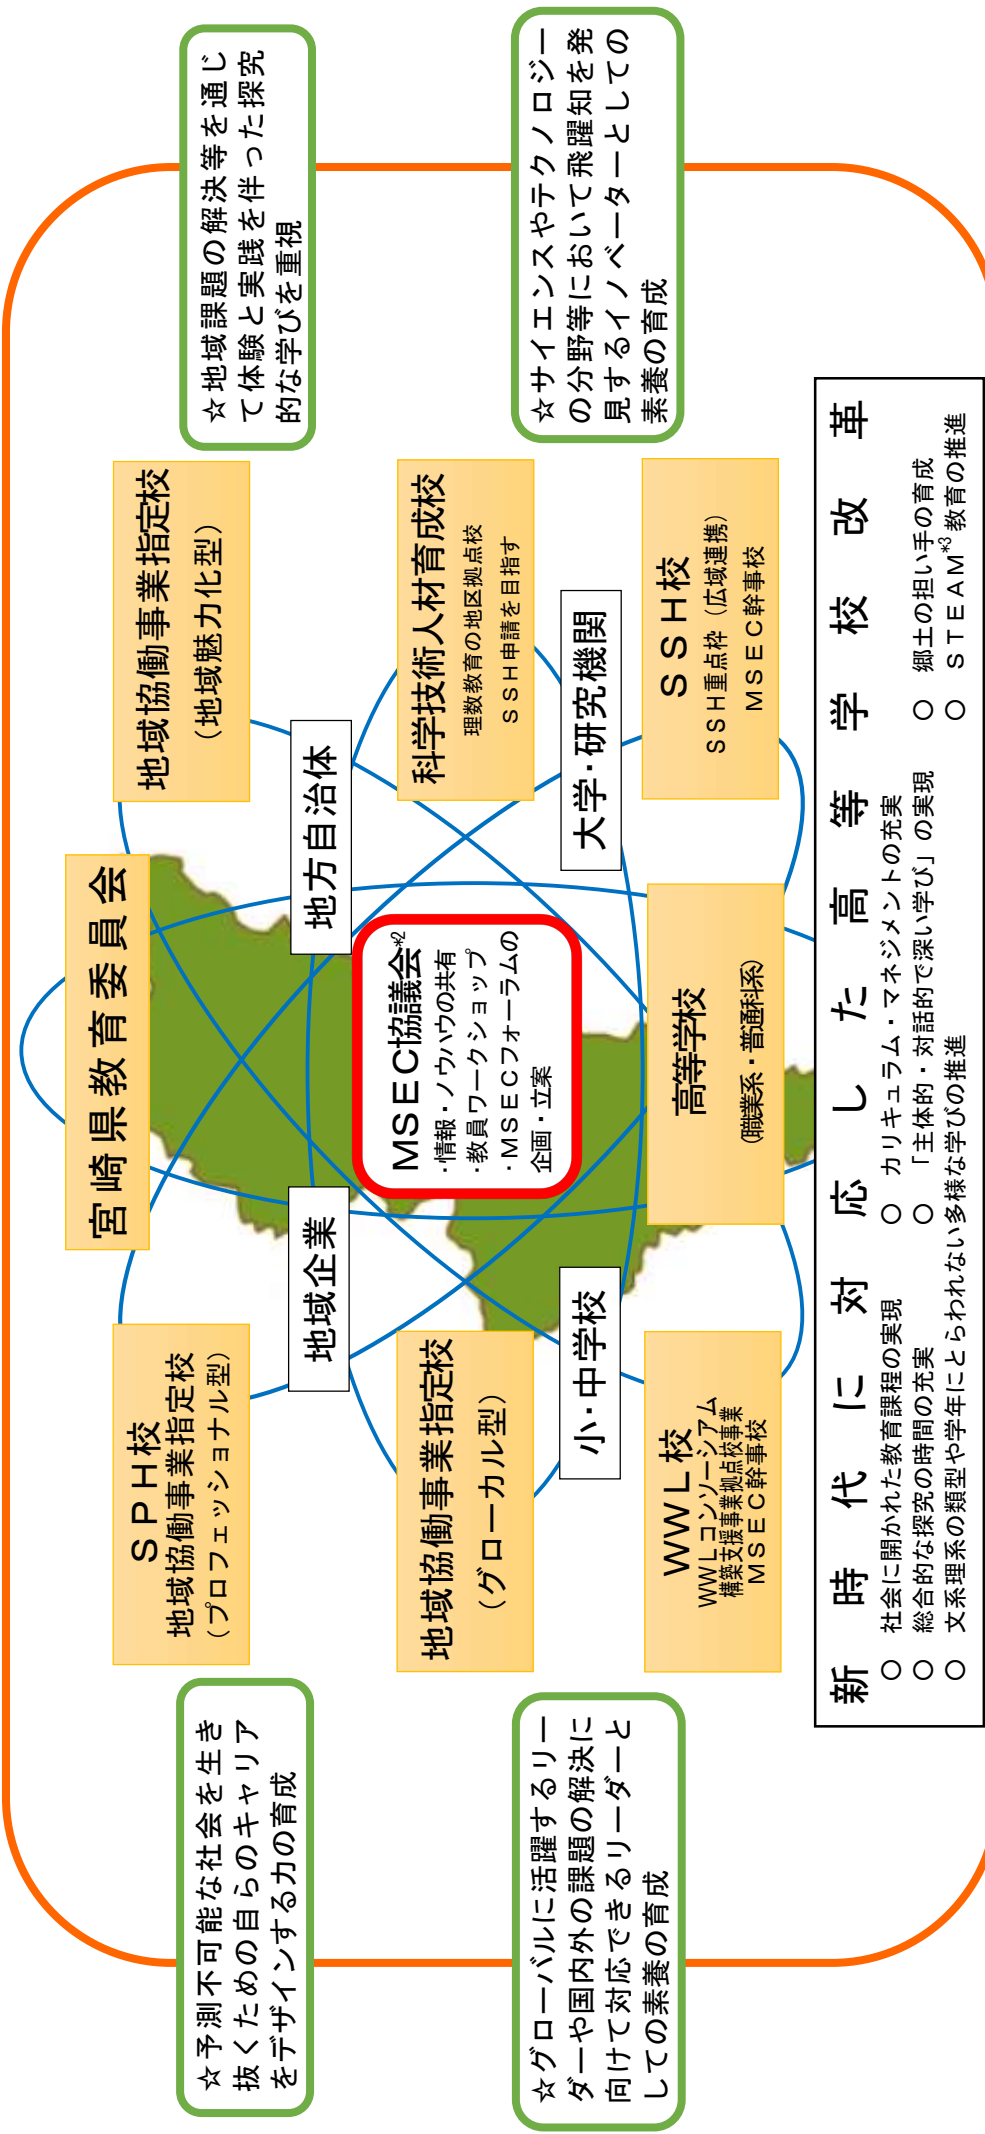 宮崎県教育委員会
ＳＰＨ校
地域協働事業指定校
（プロフェッショナル型）
地域協働事業指定校
（地域魅力化型）
☆予測不可能な社会を生き
抜くための自らのキャリア
をデザインする力の育成
☆地域課題の解決等を通じ
て体験と実践を伴った探究
的な学びを重視
地域企業
地方自治体
MSEC協議会*2
・情報・ノウハウの共有
・教員ワークショップ
・ＭＳＥＣフォーラムの
企画・立案
地域協働事業指定校
（グローカル型）
科学技術人材育成校
理数教育の地区拠点校
ＳＳＨ申請を目指す
☆グローバルに活躍するリー
ダーや国内外の課題の解決に
向けて対応できるリーダーと
しての素養の育成
☆サイエンスやテクノロジー
の分野等において飛躍知を発
見するイノベーターとしての
素養の育成
小・中学校
大学・研究機関
WWL校
WWLコンソーシアム
構築支援事業拠点校事業
ＭＳＥＣ幹事校
高等学校
（職業系・普通科系）
ＳＳＨ校
ＳＳＨ重点枠（広域連携）
ＭＳＥＣ幹事校
新時代に対応した高等学校改革
○ 社会に開かれた教育課程の実現 ○ カリキュラム・マネジメントの充実 ○ 郷土の担い手の育成
○ 総合的な探究の時間の充実 ○ 「主体的・対話的で深い学び」の実現 ○ ＳＴＥＡＭ*3教育の推進
○ 文系理系の類型や学年にとらわれない多様な学びの推進